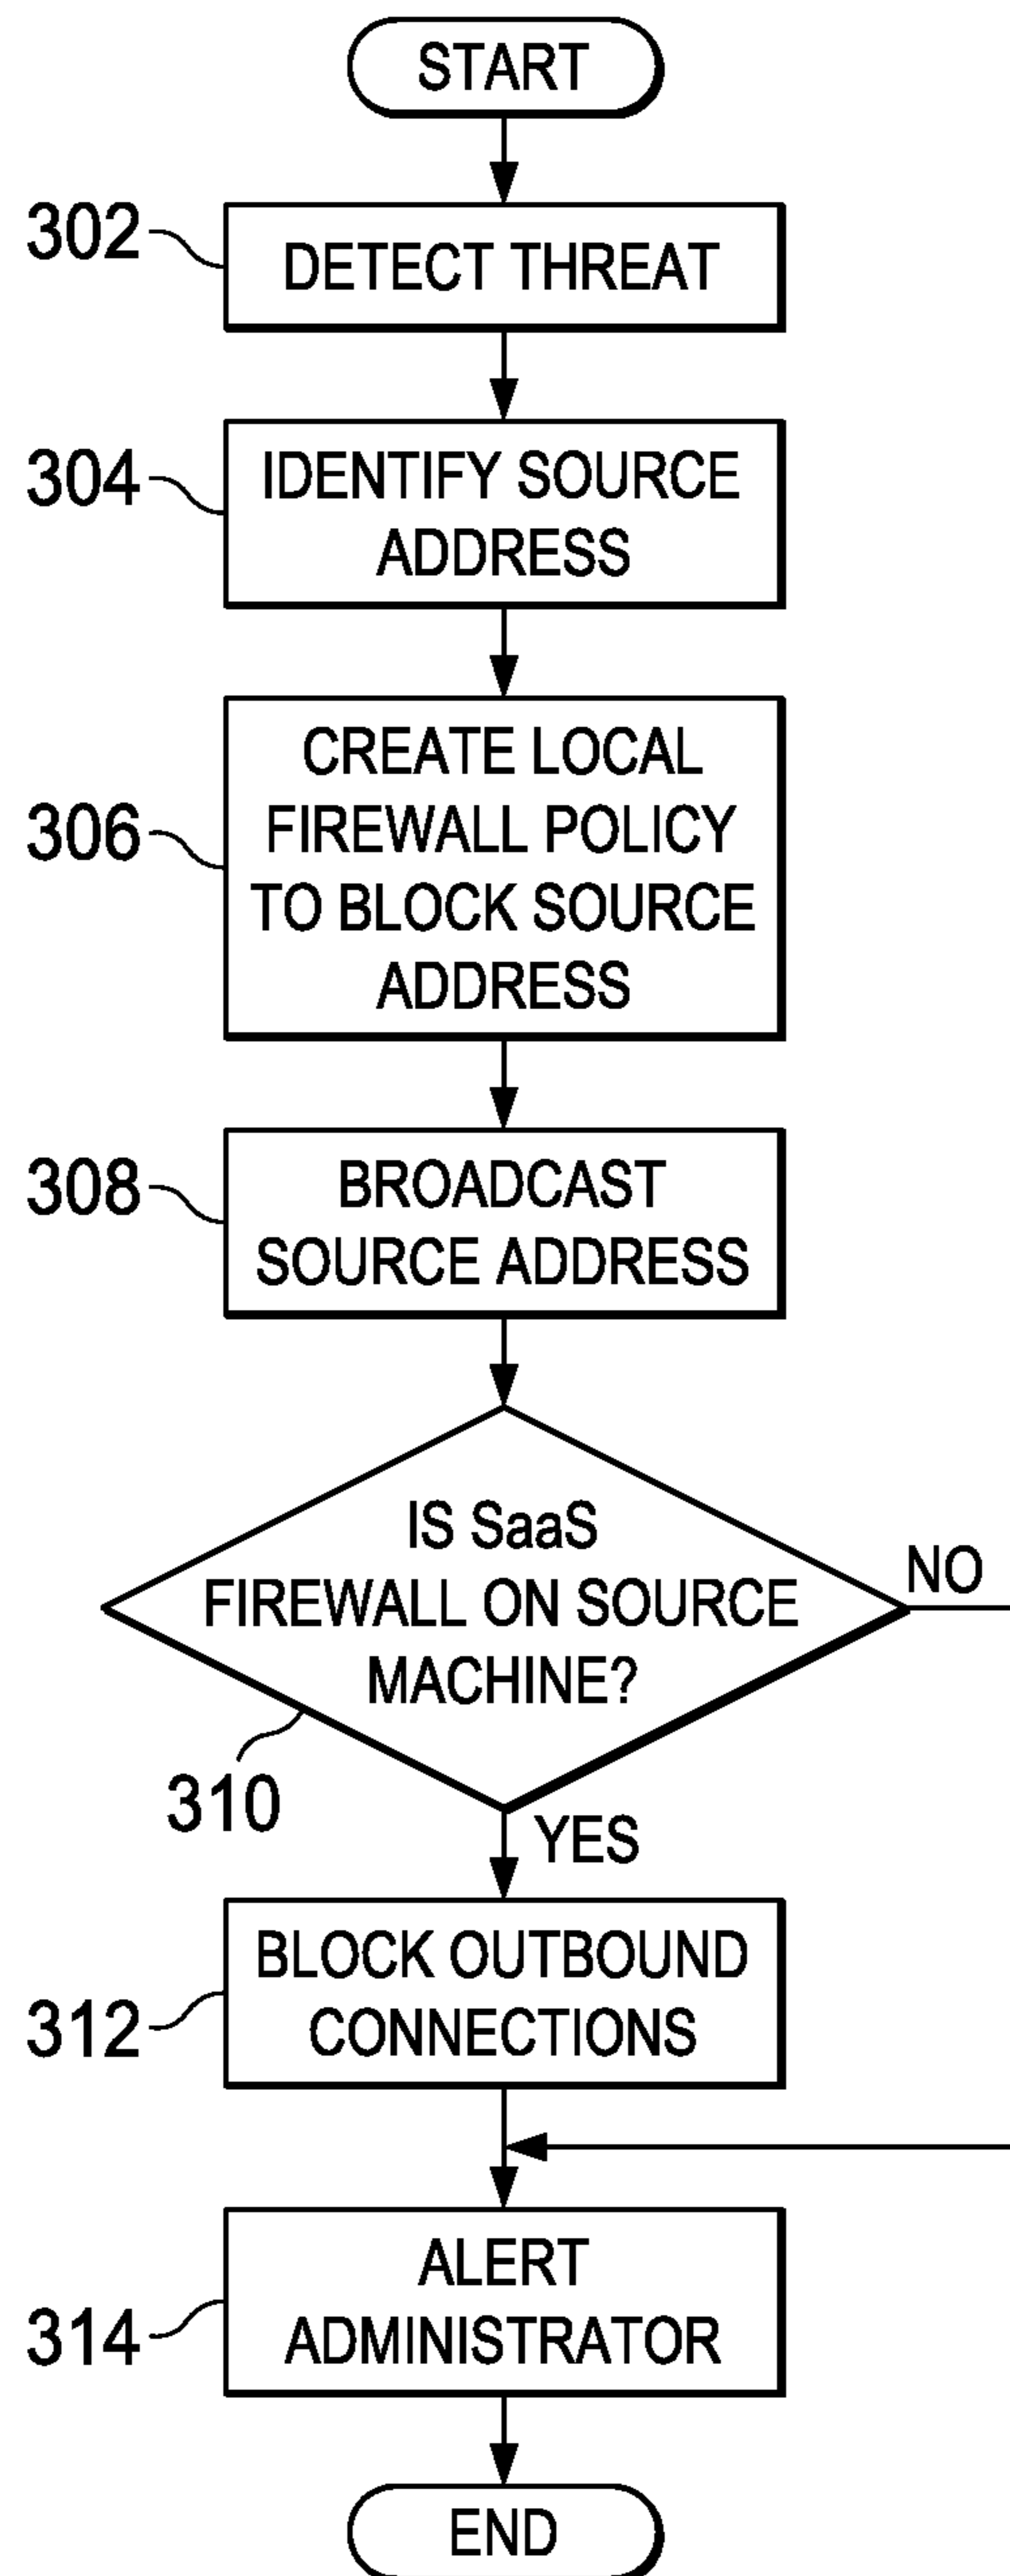 START
302
DETECT THREAT
304
IDENTIFY SOURCE
ADDRESS
306
CREATE LOCAL
FIREWALL POLICY
TO BLOCK SOURCE
ADDRESS
308
BROADCAST
SOURCE ADDRESS
IS SaaS
FIREWALL ON SOURCE
MACHINE?
NO
310
YES
312
BLOCK OUTBOUND
CONNECTIONS
314
ALERT
ADMINISTRATOR
END